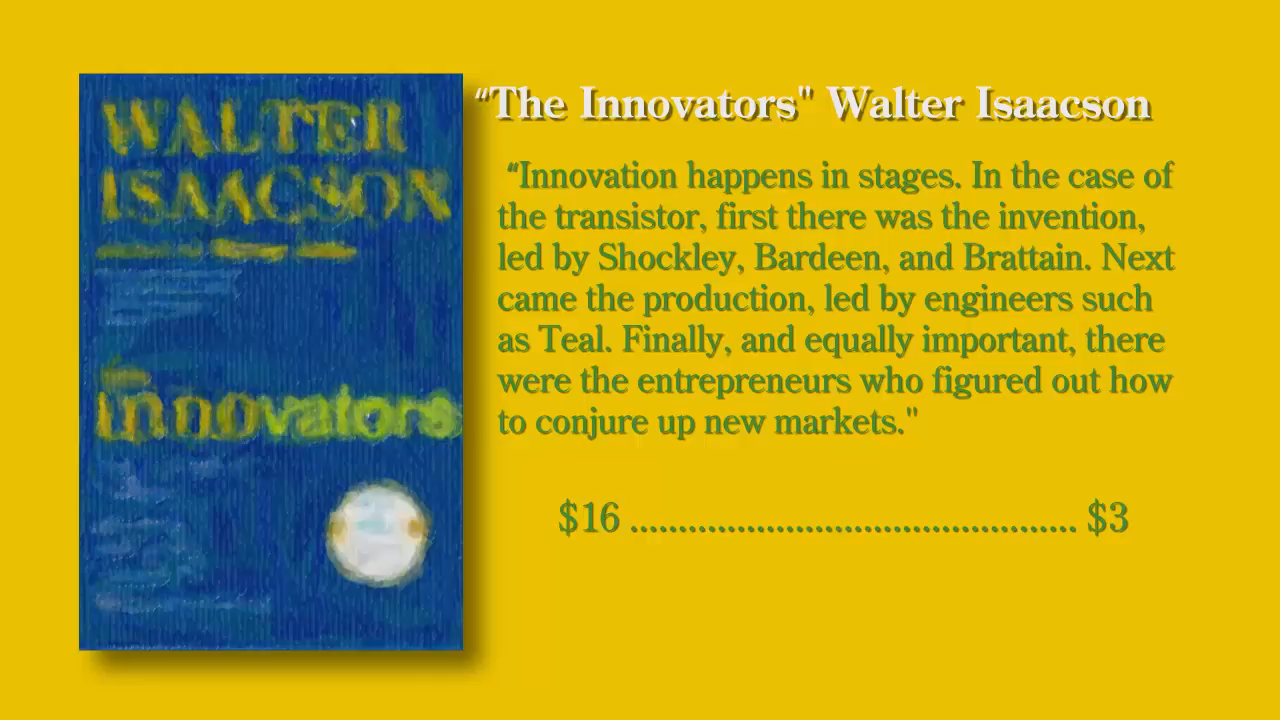 WALTER
ISAACSON
innovators
“The Innovators" Walter Isaacson
“Innovation happens in stages. In the case of
the transistor, first there was the invention,
led by Shockley, Bardeen, and Brattain. Next
came the production, led by engineers such
as Teal. Finally, and equally important, there
were the entrepreneurs who figured out how
to conjure up new markets."
$16 .............................................. $3